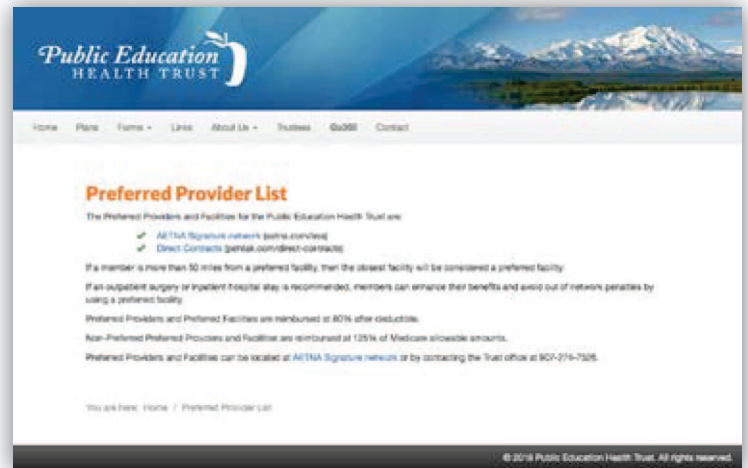 Public Education
HEALTH TRUST
Home Plans Forms Links About Us Trustees Go365 Contact
Preferred Provider List
The Preferred Providers and Facilities for the Public Education Health Trust are:
AETNA Signature network (aetna.com/asa)
Direct Contracts (pehtak.com/direct-contracts)
If a member is more than 50 miles from a preferred facility, then the closest facility will be considered a preferred facility.
If an outpatient surgery or inpatient hospital stay is recommended, members can enhance their benefits and avoid out of network penalties by
using a preferred facility.
Preferred Providers and Preferred Facilities are reimbursed at 80% after deductible.
Non-Preferred Preferred Providers and Facilities are reimbursed at 125% of Medicare allowable amounts.
Preferred Providers and Facilities can be located at AETNA Signature network or by contacting the Trust office at 907-274-7526.
You are here: Home / Preferred Provider List
© 2018 Public Education Health Trust. All rights reserved.